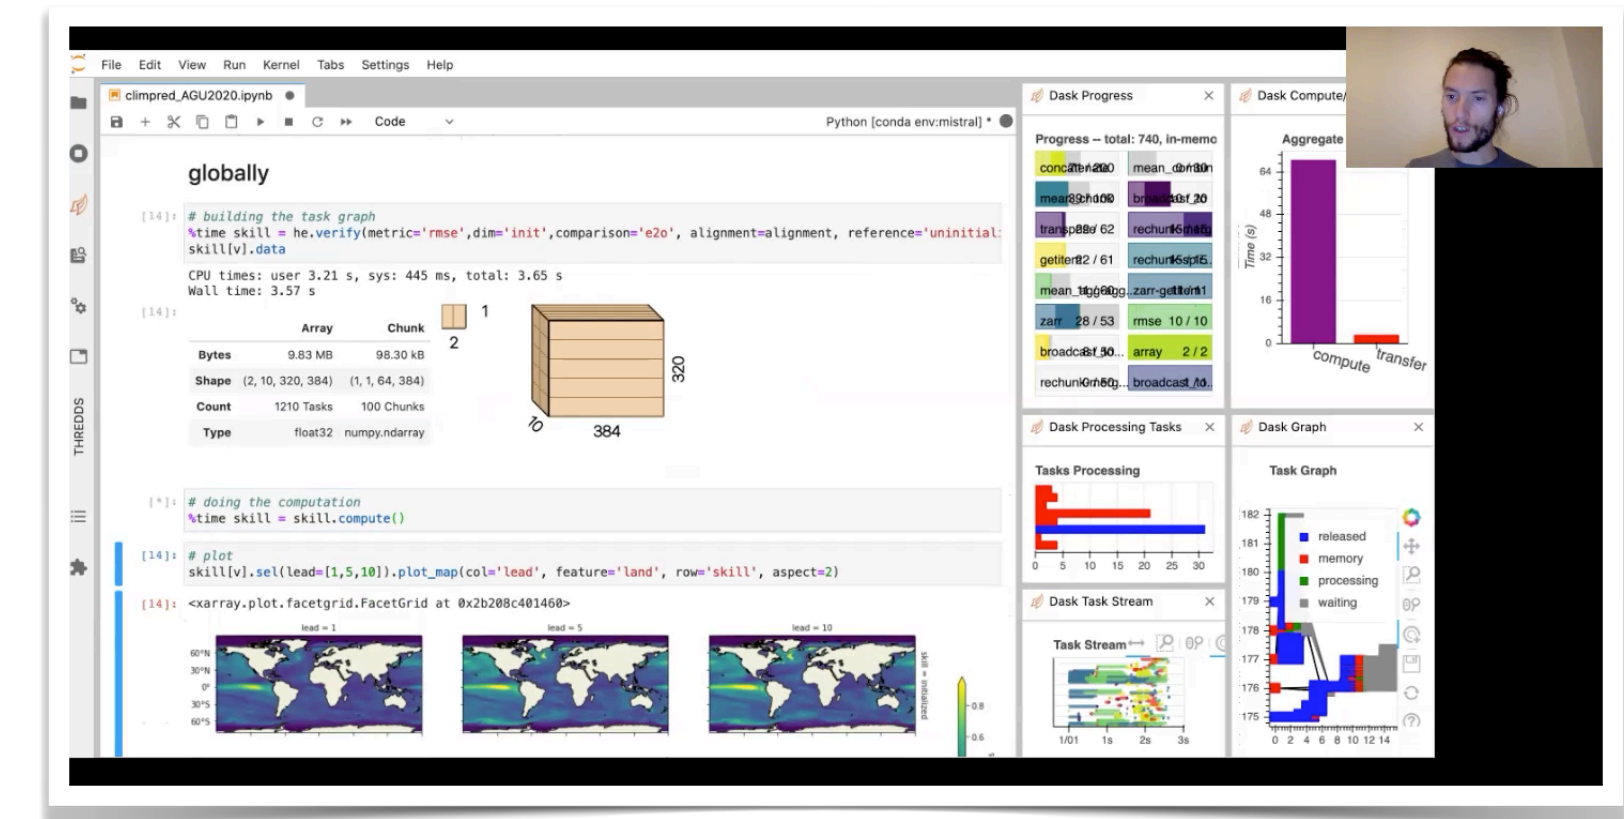 File Edit View Run Kernel Tabs Settings Help
climpred_AGU2020.ipynb
Code
Python [conda env:mistral] *
THREDDS
globally
[14]: # building the task graph
%time skill = he.verify(metric='rmse',dim='init',comparison='e2o', alignment=alignment, reference='uninitiali
skill[v].data
CPU times: user 3.21 s, sys: 445 ms, total: 3.65 s
Wall time: 3.57 s
[14]:
Array Chunk
Bytes 9.83 MB 98.30 kB
Shape (2, 10, 320, 384) (1, 1, 64, 384)
Count 1210 Tasks 100 Chunks
Type float32 numpy.ndarray
1
2
320
10
384
[*]: # doing the computation
%time skill = skill.compute()
[14]: # plot
skill[v].sel(lead=[1,5,10]).plot_map(col='lead', feature='land', row='skill', aspect=2)
[14]: <xarray.plot.facetgrid.FacetGrid at 0x2b208c401460>
lead = 1 lead = 5 lead = 10
60°N
30°N
0°
30°S
60°S
skill = initialized
0.8
0.6
Dask Progress
Progress -- total: 740, in-memo
zarr 28 / 53
rmse 10 / 10
array 2 / 2
Dask Compute/
Aggregate
Time (s)
64
48
32
16
0
compute transfer
Dask Processing Tasks
Tasks Processing
0 5 10 15 20 25 30
Dask Graph
Task Graph
released
memory
processing
waiting
182
181
180
179
178
177
176
175
0 2 4 6 8 10 12 14
Dask Task Stream
Task Stream
1/01 1s 2s 3s